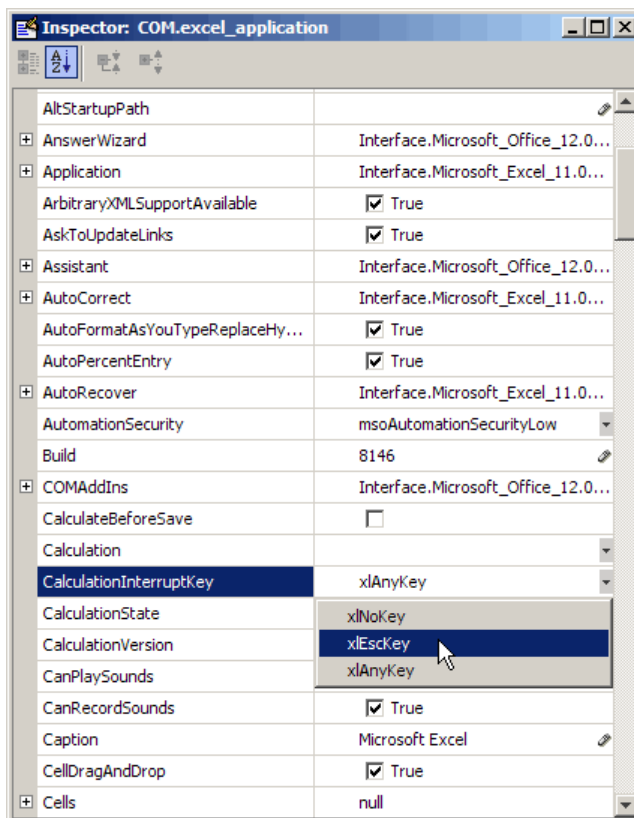 Inspector: COM.excel_application
AltStartupPath
AnswerWizard Interface.Microsoft_Office_12.0...
Application Interface.Microsoft_Excel_11.0...
ArbitraryXMLSupportAvailable True
AskToUpdateLinks True
Assistant Interface.Microsoft_Office_12.0...
AutoCorrect Interface.Microsoft_Excel_11.0...
AutoFormatAsYouTypeReplaceHy... True
AutoPercentEntry True
AutoRecover Interface.Microsoft_Excel_11.0...
AutomationSecurity msoAutomationSecurityLow
Build 8146
COMAddIns Interface.Microsoft_Office_12.0...
CalculateBeforeSave
Calculation
CalculationInterruptKey xlAnyKey
CalculationState xlNoKey
CalculationVersion xlEscKey
CanPlaySounds xlAnyKey
CanRecordSounds True
Caption Microsoft Excel
CellDragAndDrop True
Cells null